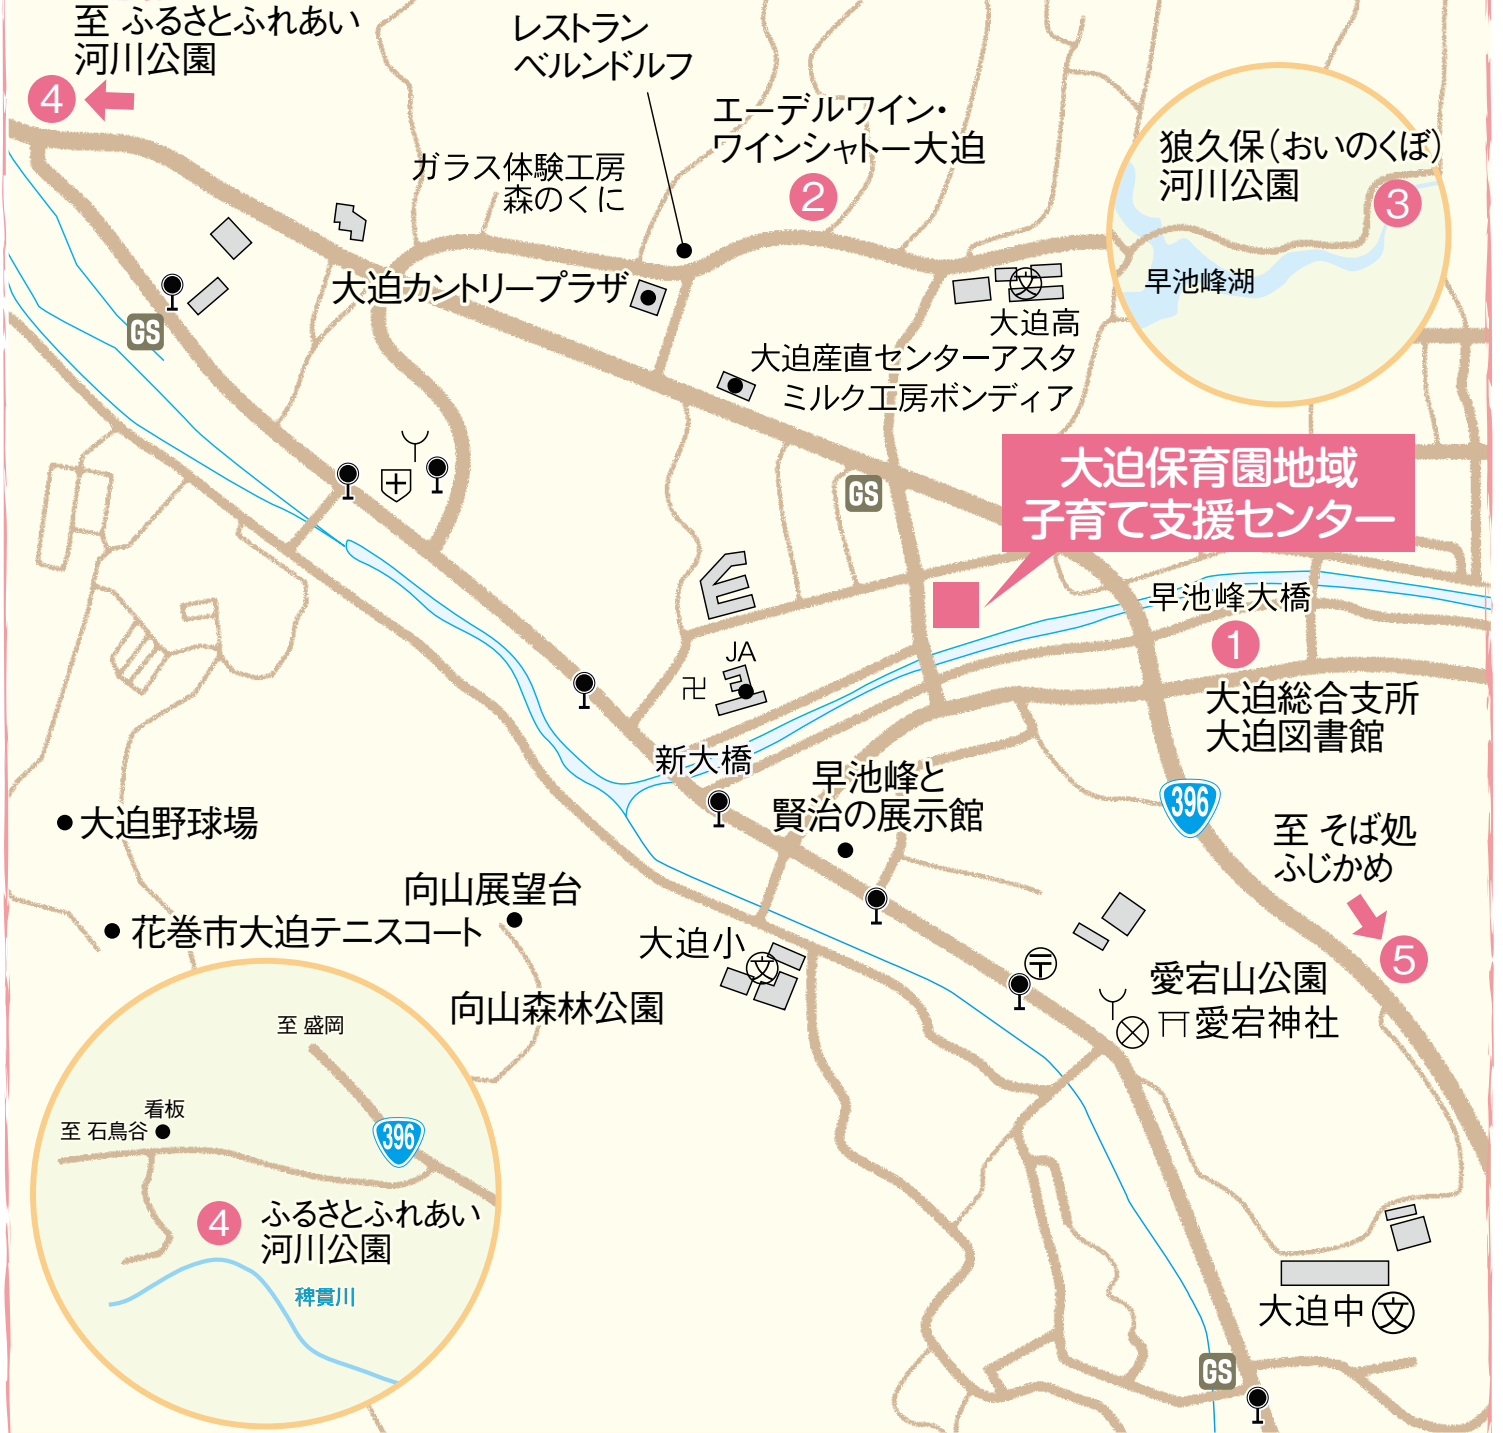 至 ふるさとふれあい
河川公園
4
レストラン
ベルンドルフ
エーデルワイン・
ワインシャトー大迫
2
ガラス体験工房
森のくに
狼久保（おいのくぼ）
河川公園
3
早池峰湖
大迫カントリープラザ
文
大迫高
GS
大迫産直センターアスタ
ミルク工房ボンディア
GS
大迫保育園地域
子育て支援センター
早池峰大橋
1
大迫総合支所
大迫図書館
JA
卍
新大橋
早池峰と
賢治の展示館
396
至 そば処
ふじかめ
5
大迫野球場
向山展望台
花巻市大迫テニスコート
大迫小
文
向山森林公園
〒
愛宕山公園
愛宕神社
至 盛岡
看板
至 石鳥谷
396
4
ふるさとふれあい
河川公園
稗貫川
大迫中
文
GS